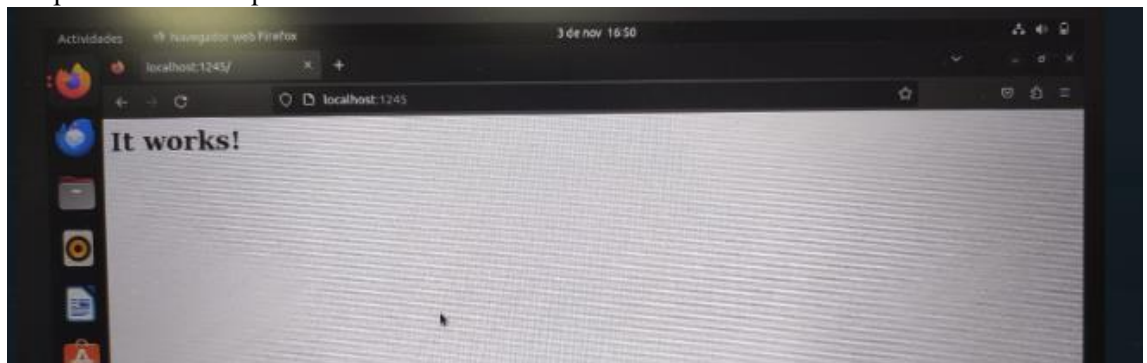 Actividades Navegador web Firefox 3 de nov 16:50
localhost:1245/
localhost:1245
It works!